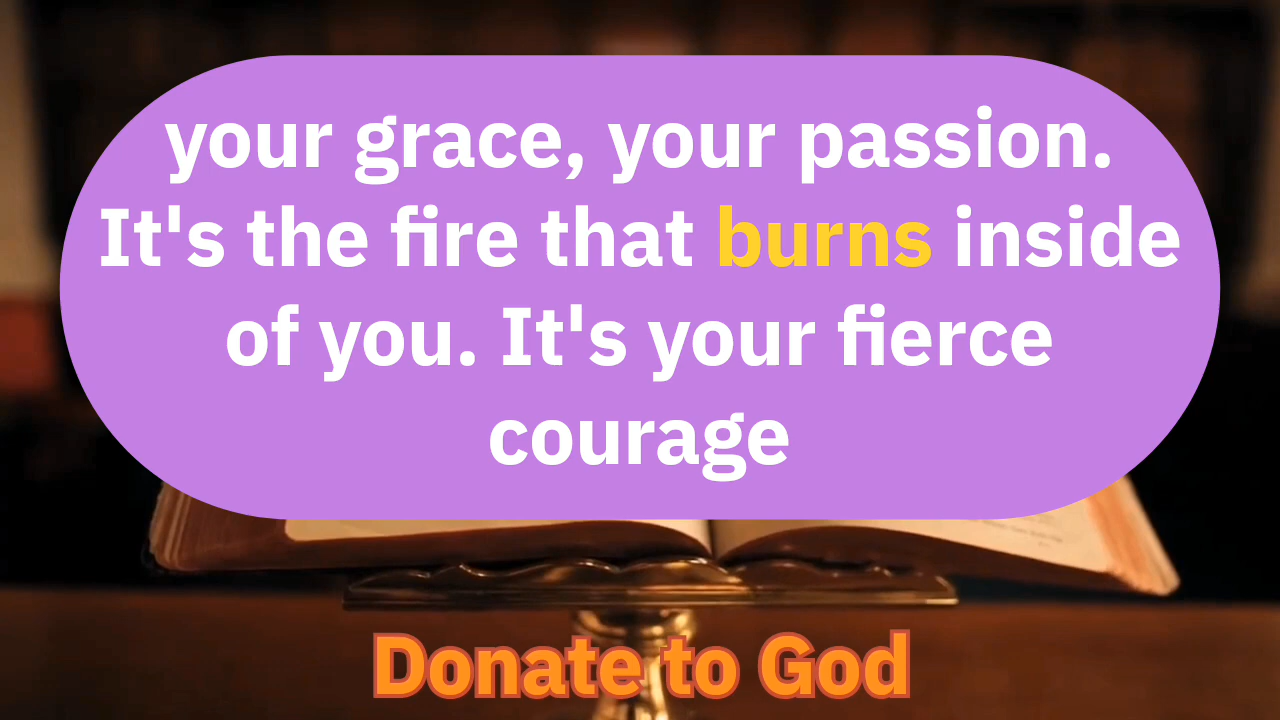 your grace, your passion.
It's the fire that burns inside
of you. It's your fierce
courage
Donate to God